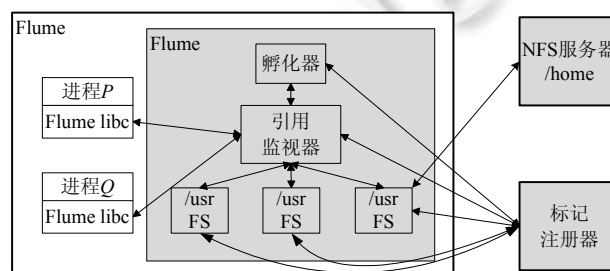 Flume
Flume
孵化器
NFS服务器
/home
进程P
Flume libc
引用
监视器
进程Q
Flume libc
/usr
FS
/usr
FS
/usr
FS
标记
注册器